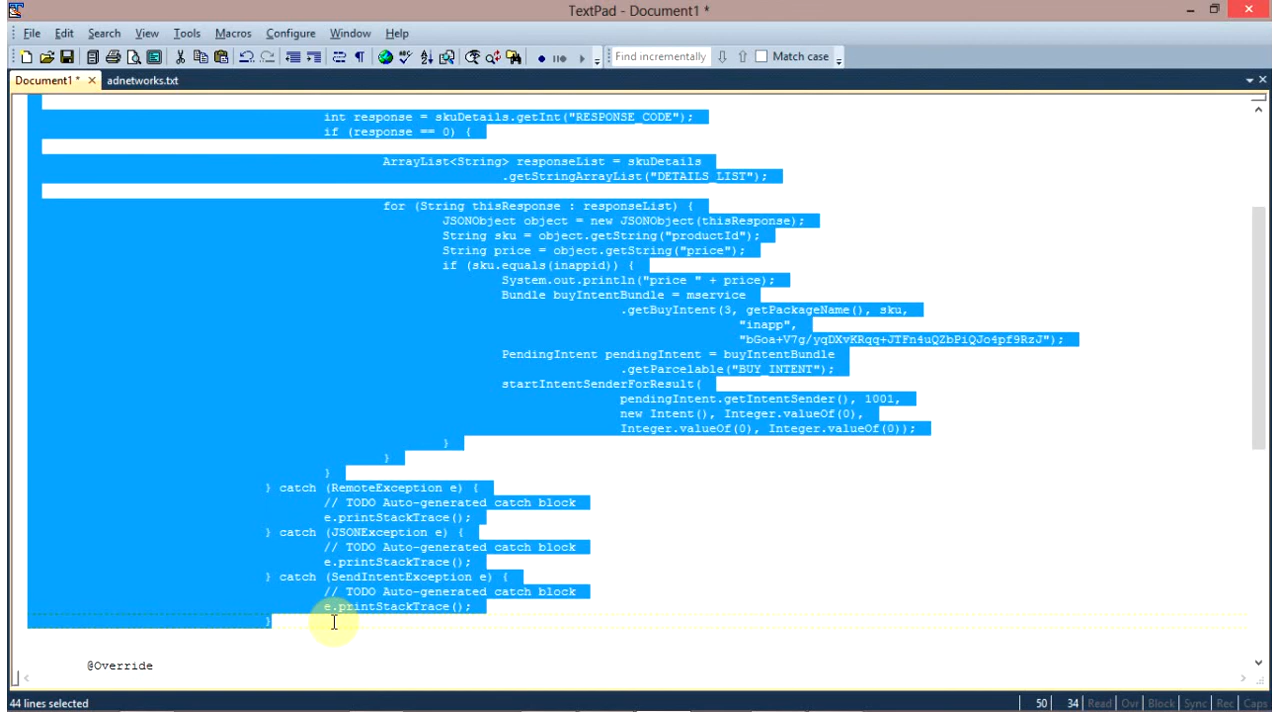 TextPad - Document1 *
File Edit Search View Tools Macros Configure Window Help
Find incrementally Match case
Document1 * adnetworks.txt
int response = skuDetails.getInt("RESPONSE_CODE");
if (response == 0) {
ArrayList<String> responseList = skuDetails
.getStringArrayList("DETAILS_LIST");
for (String thisResponse : responseList) {
JSONObject object = new JSONObject(thisResponse);
String sku = object.getString("productId");
String price = object.getString("price");
if (sku.equals(inappid)) {
System.out.println("price " + price);
Bundle buyIntentBundle = mservice
.getBuyIntent(3, getPackageName(), sku,
"inapp",
"bGoa+V7g/yqDXvKRqq+JTFn4uQZbPiQJo4pf9RzJ");
PendingIntent pendingIntent = buyIntentBundle
.getParcelable("BUY_INTENT");
startIntentSenderForResult(
pendingIntent.getIntentSender(), 1001,
new Intent(), Integer.valueOf(0),
Integer.valueOf(0), Integer.valueOf(0));
}
}
}
} catch (RemoteException e) {
// TODO Auto-generated catch block
e.printStackTrace();
} catch (JSONException e) {
// TODO Auto-generated catch block
e.printStackTrace();
} catch (SendIntentException e) {
// TODO Auto-generated catch block
e.printStackTrace();
}
@Override
44 lines selected 50 34 Read Ovr Block Sync Rec Caps